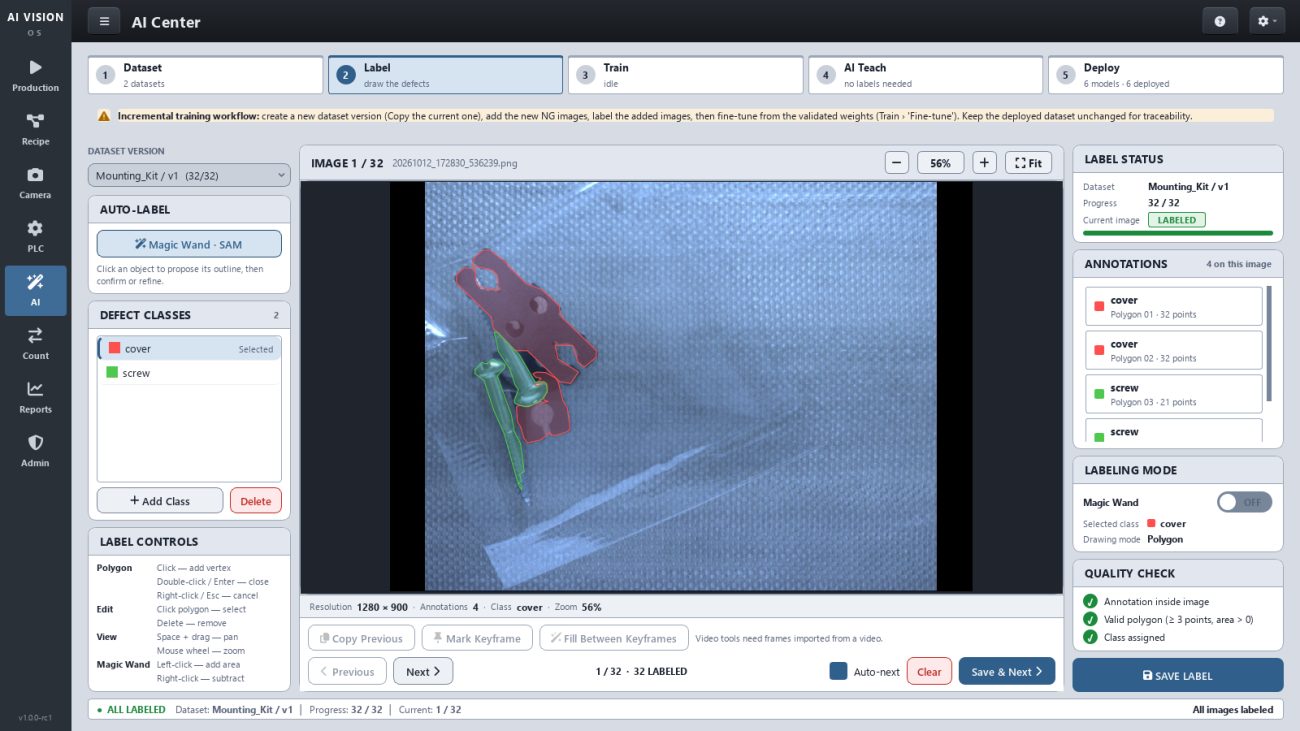 AI VISION
OS
AI Center
Production
Recipe
Camera
PLC
AI
Count
Reports
Admin
v1.0.0-rc1
1 Dataset
2 datasets
2 Label
draw the defects
3 Train
idle
4 AI Teach
no labels needed
5 Deploy
6 models · 6 deployed
Incremental training workflow: create a new dataset version (Copy the current one), add the new NG images, label the added images, then fine-tune from the validated weights (Train › 'Fine-tune'). Keep the deployed dataset unchanged for traceability.
DATASET VERSION
Mounting_Kit / v1 (32/32)
AUTO-LABEL
Magic Wand · SAM
Click an object to propose its outline, then
confirm or refine.
DEFECT CLASSES 2
cover Selected
screw
+ Add Class Delete
LABEL CONTROLS
Polygon Click — add vertex
Double-click / Enter — close
Right-click / Esc — cancel
Edit Click polygon — select
Delete — remove
View Space + drag — pan
Mouse wheel — zoom
Magic Wand Left-click — add area
Right-click — subtract
IMAGE 1 / 32 20261012_172830_536239.png
56% Fit
Resolution 1280 × 900 · Annotations 4 · Class cover · Zoom 56%
Copy Previous Mark Keyframe Fill Between Keyframes Video tools need frames imported from a video.
Previous Next 1 / 32 · 32 LABELED Auto-next Clear Save & Next
LABEL STATUS
Dataset Mounting_Kit / v1
Progress 32 / 32
Current image LABELED
ANNOTATIONS 4 on this image
cover
Polygon 01 · 32 points
cover
Polygon 02 · 32 points
screw
Polygon 03 · 21 points
screw
LABELING MODE
Magic Wand OFF
Selected class cover
Drawing mode Polygon
QUALITY CHECK
Annotation inside image
Valid polygon (≥ 3 points, area > 0)
Class assigned
SAVE LABEL
● ALL LABELED Dataset: Mounting_Kit / v1 | Progress: 32 / 32 | Current: 1 / 32
All images labeled